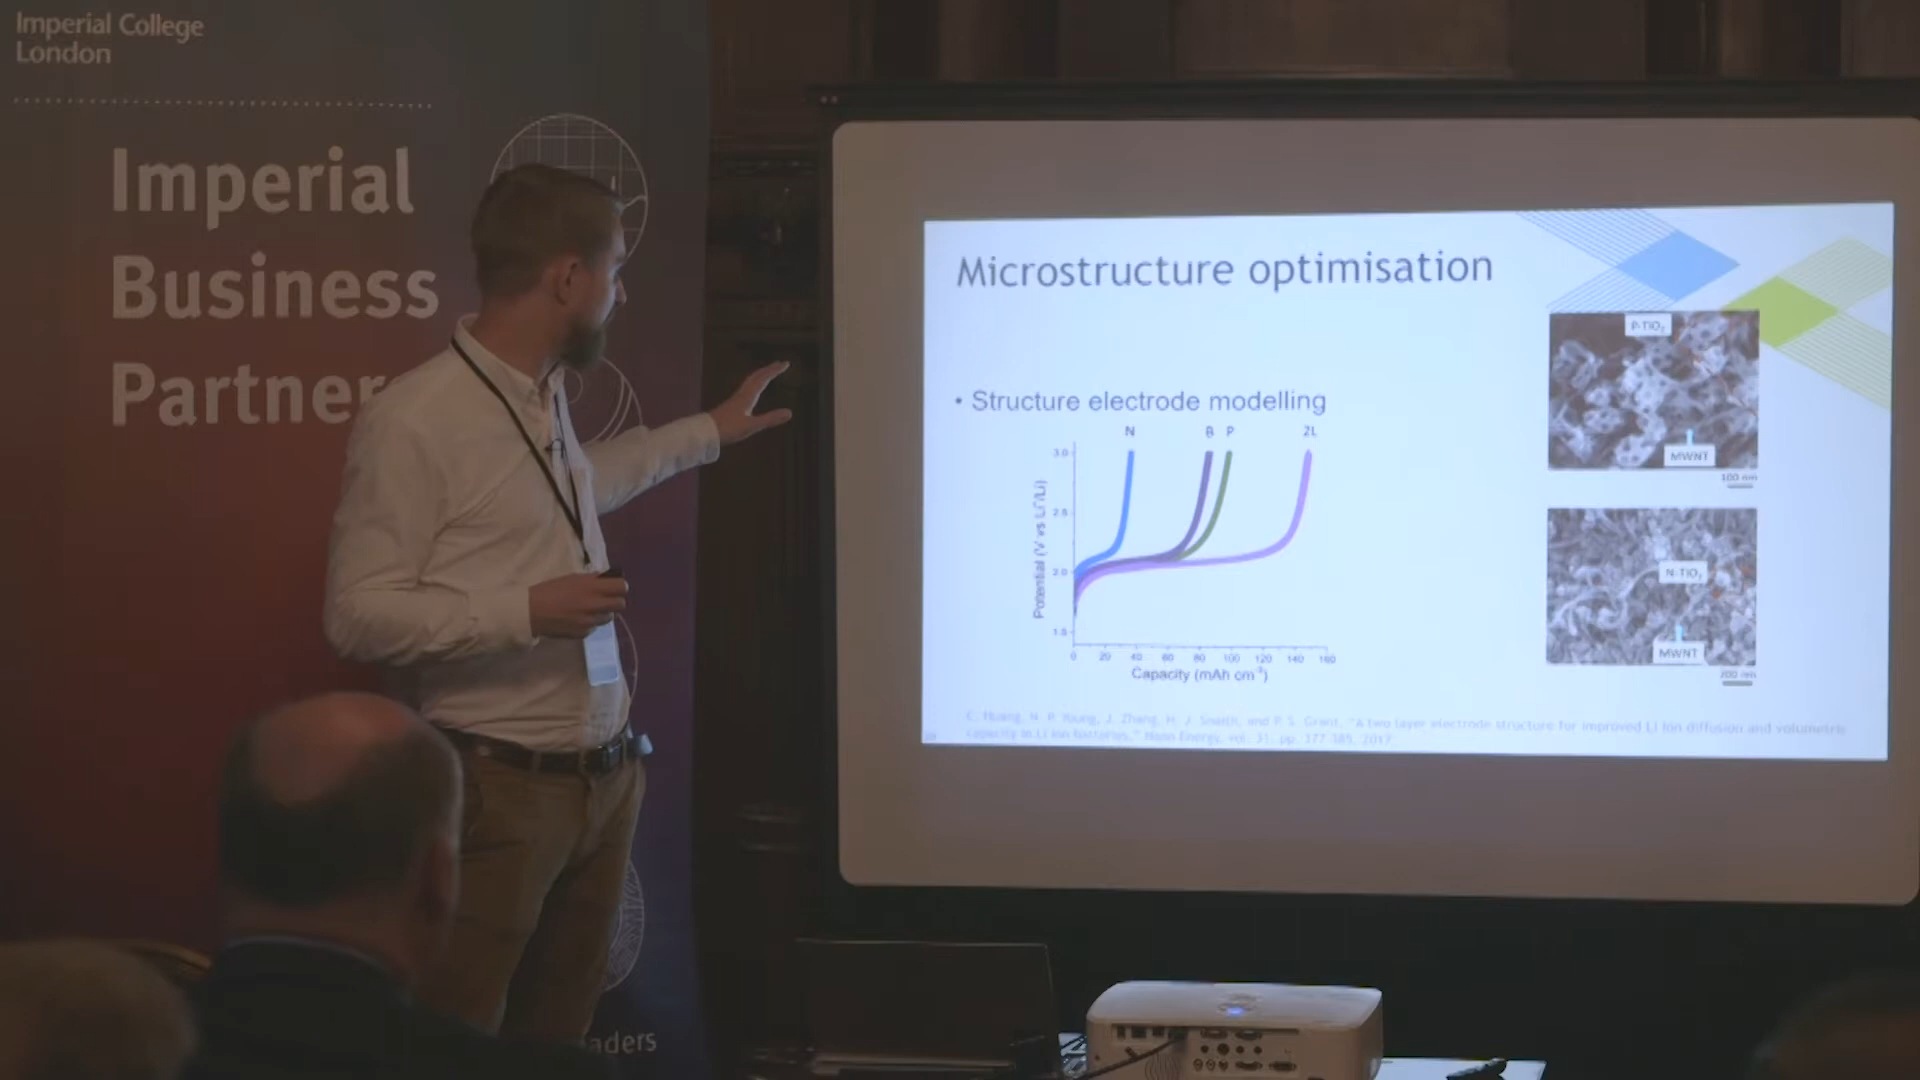 Imperial College
London
Imperial
Business
Partner
aders
Microstructure optimisation
• Structure electrode modelling
N B P 2L
3.0
2.5
2.0
1.5
Potential (V vs Li⁺/Li)
0 20 40 60 80 100 120 140 160
Capacity (mAh cm⁻³)
P-TiO₂
MWNT
100 nm
N-TiO₂
MWNT
200 nm
C. Huang, N. P. Young, J. Zhang, H. J. Snaith, and P. S. Grant, "A two layer electrode structure for improved Li Ion diffusion and volumetric
capacity in Li Ion batteries," Nano Energy, vol. 31, pp. 377-385, 2017